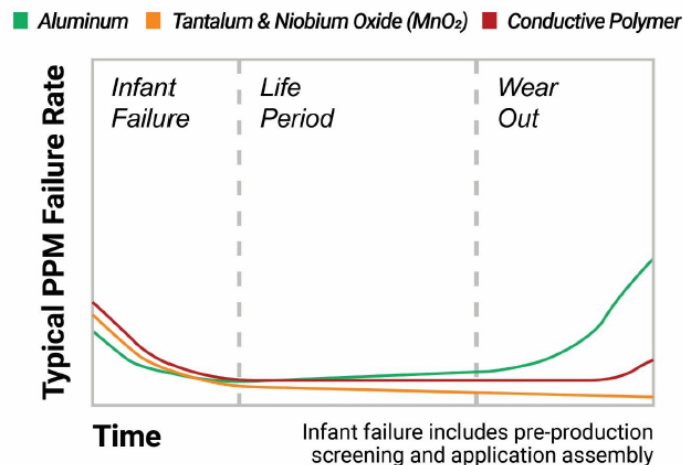 Aluminum Tantalum & Niobium Oxide (MnO₂) Conductive Polymer
Typical PPM Failure Rate
Infant
Failure
Life
Period
Wear
Out
Time
Infant failure includes pre-production
screening and application assembly